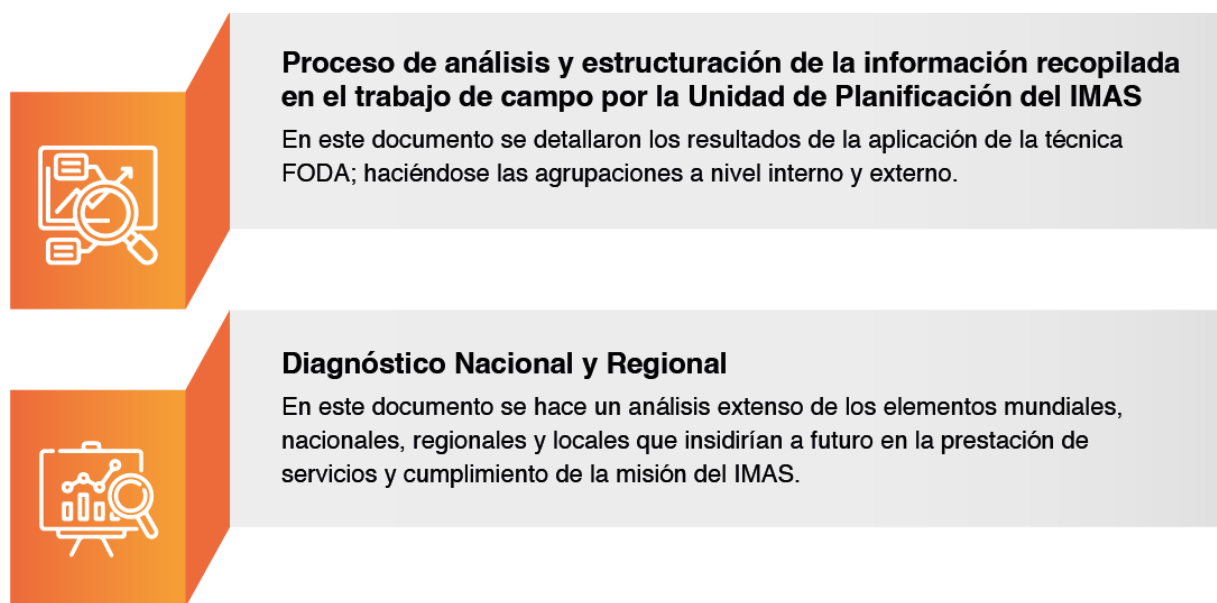 Proceso de análisis y estructuración de la información recopilada
en el trabajo de campo por la Unidad de Planificación del IMAS
En este documento se detallaron los resultados de la aplicación de la técnica
FODA; haciéndose las agrupaciones a nivel interno y externo.
Diagnóstico Nacional y Regional
En este documento se hace un análisis extenso de los elementos mundiales,
nacionales, regionales y locales que insidirían a futuro en la prestación de
servicios y cumplimiento de la misión del IMAS.